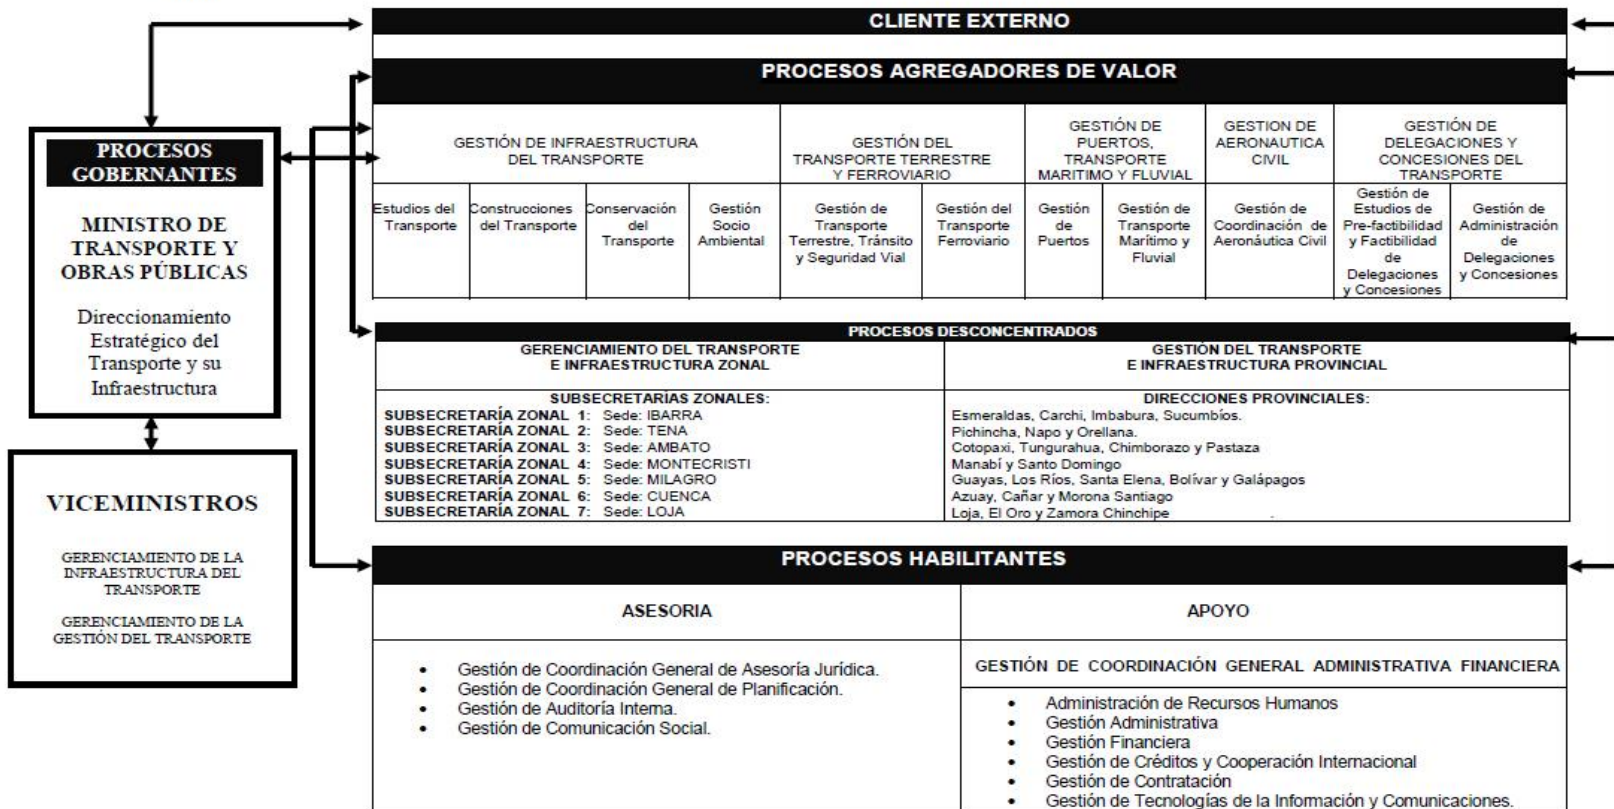 CLIENTE EXTERNO
PROCESOS AGREGADORES DE VALOR
GESTIÓN DE INFRAESTRUCTURA
DEL TRANSPORTE
GESTIÓN DEL
TRANSPORTE TERRESTRE
Y FERROVIARIO
GESTIÓN DE
PUERTOS,
TRANSPORTE
MARITIMO Y FLUVIAL
GESTION DE
AERONAUTICA
CIVIL
GESTIÓN DE
DELEGACIONES Y
CONCESIONES DEL
TRANSPORTE
Estudios del
Transporte
Construcciones
del Transporte
Conservación
del
Transporte
Gestión
Socio
Ambiental
Gestión de
Transporte
Terrestre, Tránsito
y Seguridad Vial
Gestión del
Transporte
Ferroviario
Gestión
de
Puertos
Gestión de
Transporte
Marítimo y
Fluvial
Gestión de
Coordinación de
Aeronáutica Civil
Gestión de
Estudios de
Pre-factibilidad
y Factibilidad
de
Delegaciones
y Concesiones
Gestión de
Administración
de
Delegaciones
y Concesiones
PROCESOS
GOBERNANTES
MINISTRO DE
TRANSPORTE Y
OBRAS PÚBLICAS
Direccionamiento
Estratégico del
Transporte y su
Infraestructura
VICEMINISTROS
GERENCIAMIENTO DE LA
INFRAESTRUCTURA DEL
TRANSPORTE
GERENCIAMIENTO DE LA
GESTIÓN DEL TRANSPORTE
PROCESOS DESCONCENTRADOS
GERENCIAMIENTO DEL TRANSPORTE
E INFRAESTRUCTURA ZONAL
SUBSECRETARÍAS ZONALES:
SUBSECRETARÍA ZONAL 1: Sede: IBARRA
SUBSECRETARÍA ZONAL 2: Sede: TENA
SUBSECRETARÍA ZONAL 3: Sede: AMBATO
SUBSECRETARÍA ZONAL 4: Sede: MONTECRISTI
SUBSECRETARÍA ZONAL 5: Sede: MILAGRO
SUBSECRETARÍA ZONAL 6: Sede: CUENCA
SUBSECRETARÍA ZONAL 7: Sede: LOJA
GESTIÓN DEL TRANSPORTE
E INFRAESTRUCTURA PROVINCIAL
DIRECCIONES PROVINCIALES:
Esmeraldas, Carchi, Imbabura, Sucumbíos.
Pichincha, Napo y Orellana.
Cotopaxi, Tungurahua, Chimborazo y Pastaza
Manabí y Santo Domingo
Guayas, Los Ríos, Santa Elena, Bolívar y Galápagos
Azuay, Cañar y Morona Santiago
Loja, El Oro y Zamora Chinchipe .
PROCESOS HABILITANTES
ASESORIA
• Gestión de Coordinación General de Asesoría Jurídica.
• Gestión de Coordinación General de Planificación.
• Gestión de Auditoría Interna.
• Gestión de Comunicación Social.
APOYO
GESTIÓN DE COORDINACIÓN GENERAL ADMINISTRATIVA FINANCIERA
• Administración de Recursos Humanos
• Gestión Administrativa
• Gestión Financiera
• Gestión de Créditos y Cooperación Internacional
• Gestión de Contratación
• Gestión de Tecnologías de la Información y Comunicaciones.